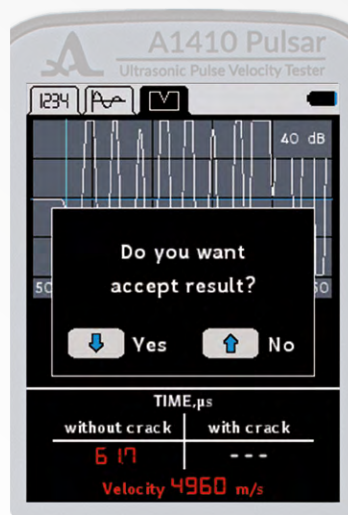 A1410 Pulsar
Ultrasonic Pulse Velocity Tester
1234
40 dB
Do you want
accept result?
Yes
No
TIME,µs
without crack
with crack
617
---
Velocity 4960 m/s